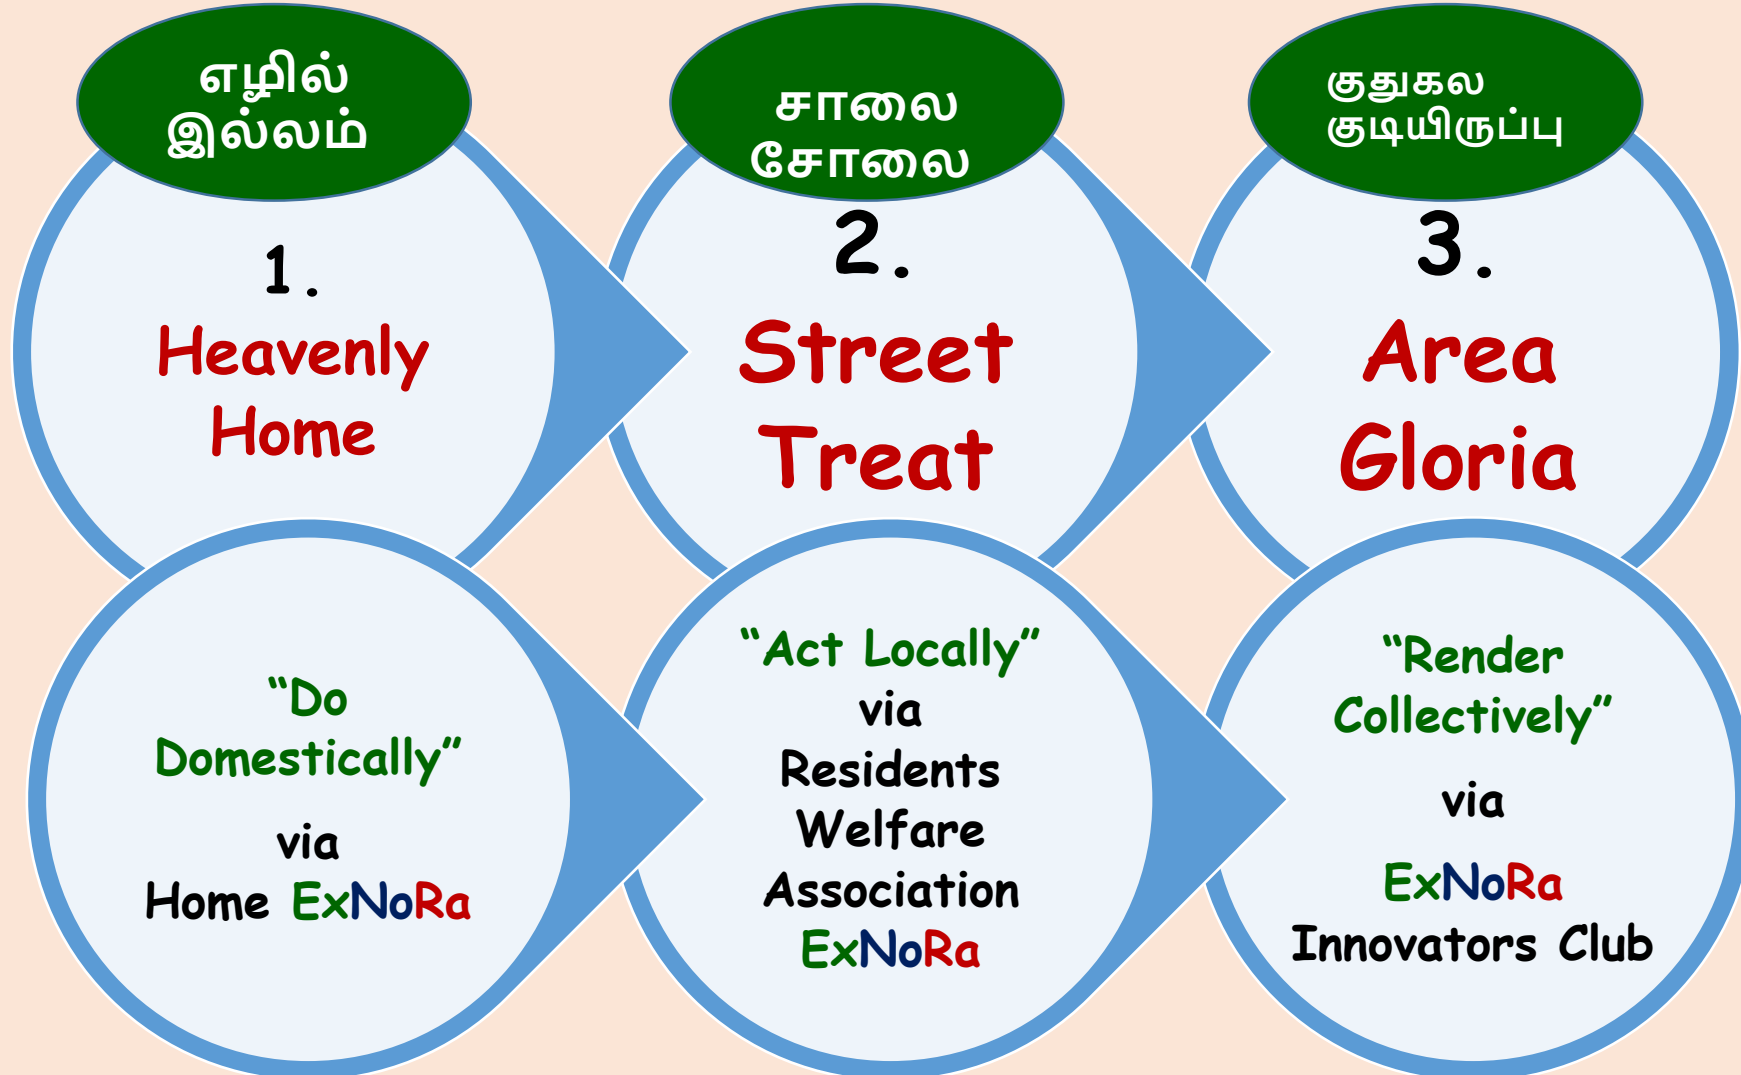 எழில்
இல்லம்
1.
Heavenly
Home
சாலை
சோலை
2.
Street
Treat
குதுகல
குடியிருப்பு
3.
Area
Gloria
“Do
Domestically”
via
Home ExNoRa
“Act Locally”
via
Residents
Welfare
Association
ExNoRa
“Render
Collectively”
via
ExNoRa
Innovators Club